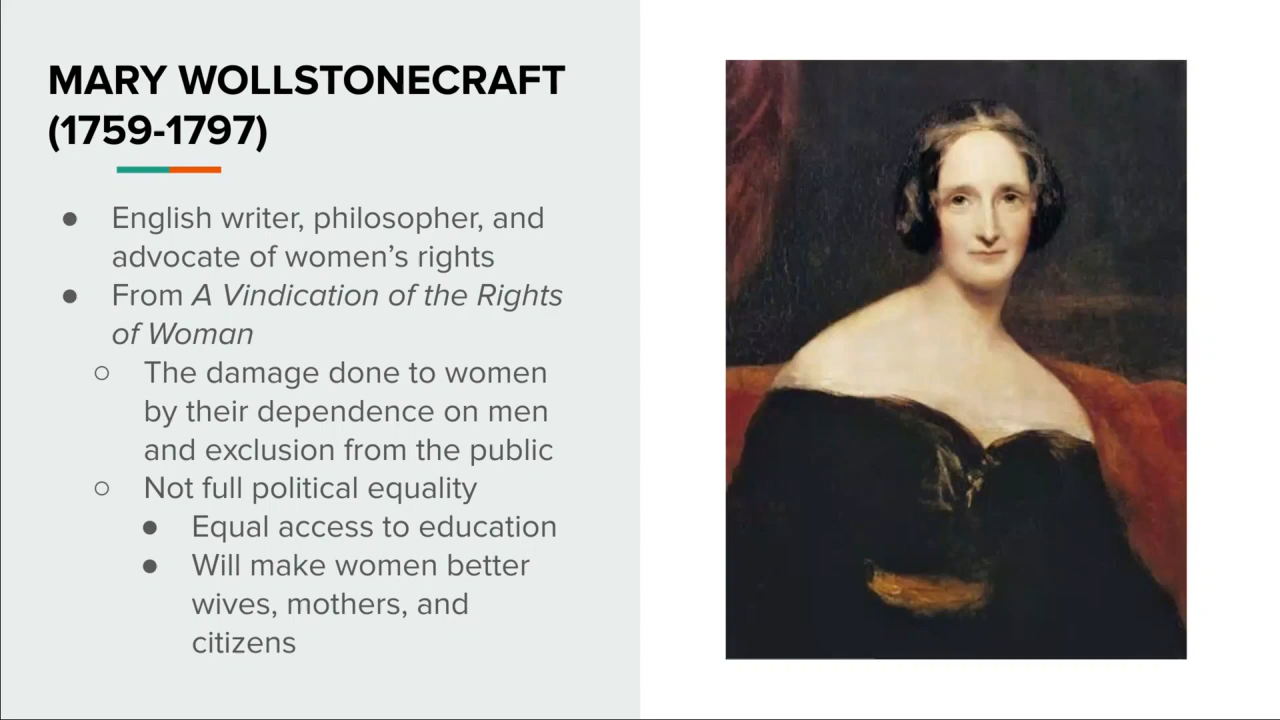 MARY WOLLSTONECRAFT
(1759-1797)
● English writer, philosopher, and
advocate of women’s rights
● From A Vindication of the Rights
of Woman
○ The damage done to women
by their dependence on men
and exclusion from the public
○ Not full political equality
● Equal access to education
● Will make women better
wives, mothers, and
citizens